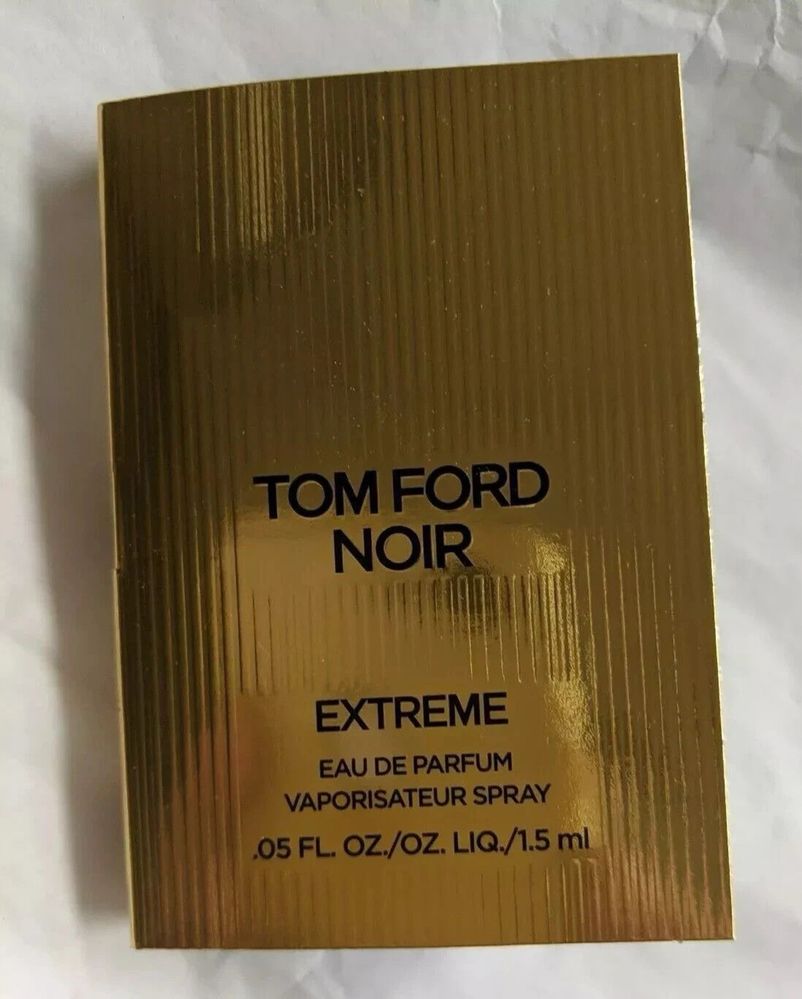 TOM FORD
NOIR
EXTREME
EAU DE PARFUM
VAPORISATEUR SPRAY
.05 FL. OZ./OZ. LIQ./1.5 ml